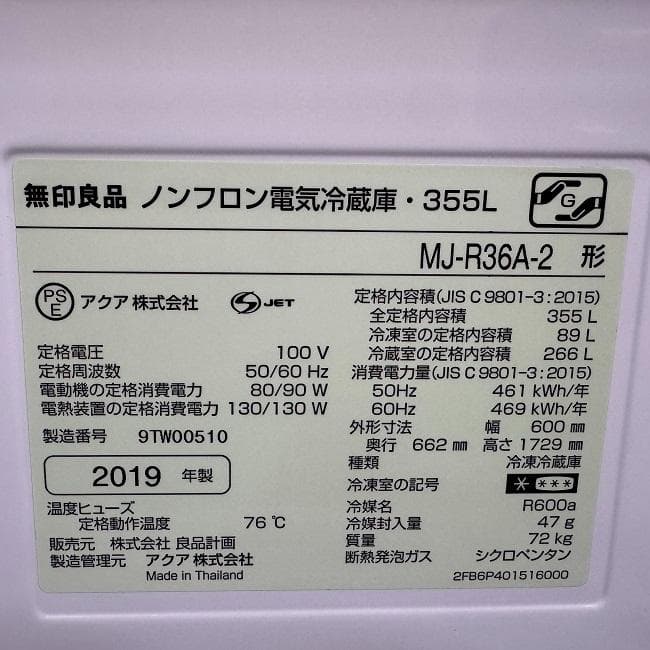 無印良品 ノンフロン電気冷蔵庫・355L
G
MJ-R36A-2 形
PS E アクア 株式会社 S JET
定格電圧 100 V
定格周波数 50/60 Hz
電動機の定格消費電力 80/90 W
電熱装置の定格消費電力 130/130 W
製造番号 9TW00510
2019 年製
温度ヒューズ
定格動作温度 76 ℃
販売元 株式会社 良品計画
製造管理元 アクア 株式会社
Made in Thailand
定格内容積(JIS C 9801-3:2015)
全定格内容積 355 L
冷凍室の定格内容積 89 L
冷蔵室の定格内容積 266 L
消費電力量(JIS C 9801-3:2015)
50Hz 461 kWh/年
60Hz 469 kWh/年
外形寸法 幅 600 ㎜
奥行 662 ㎜ 高さ 1729 ㎜
種類 冷凍冷蔵庫
冷凍室の記号 * ***
冷媒名 R600a
冷媒封入量 47 g
質量 72 kg
断熱発泡ガス シクロペンタン
2FB6P401516000